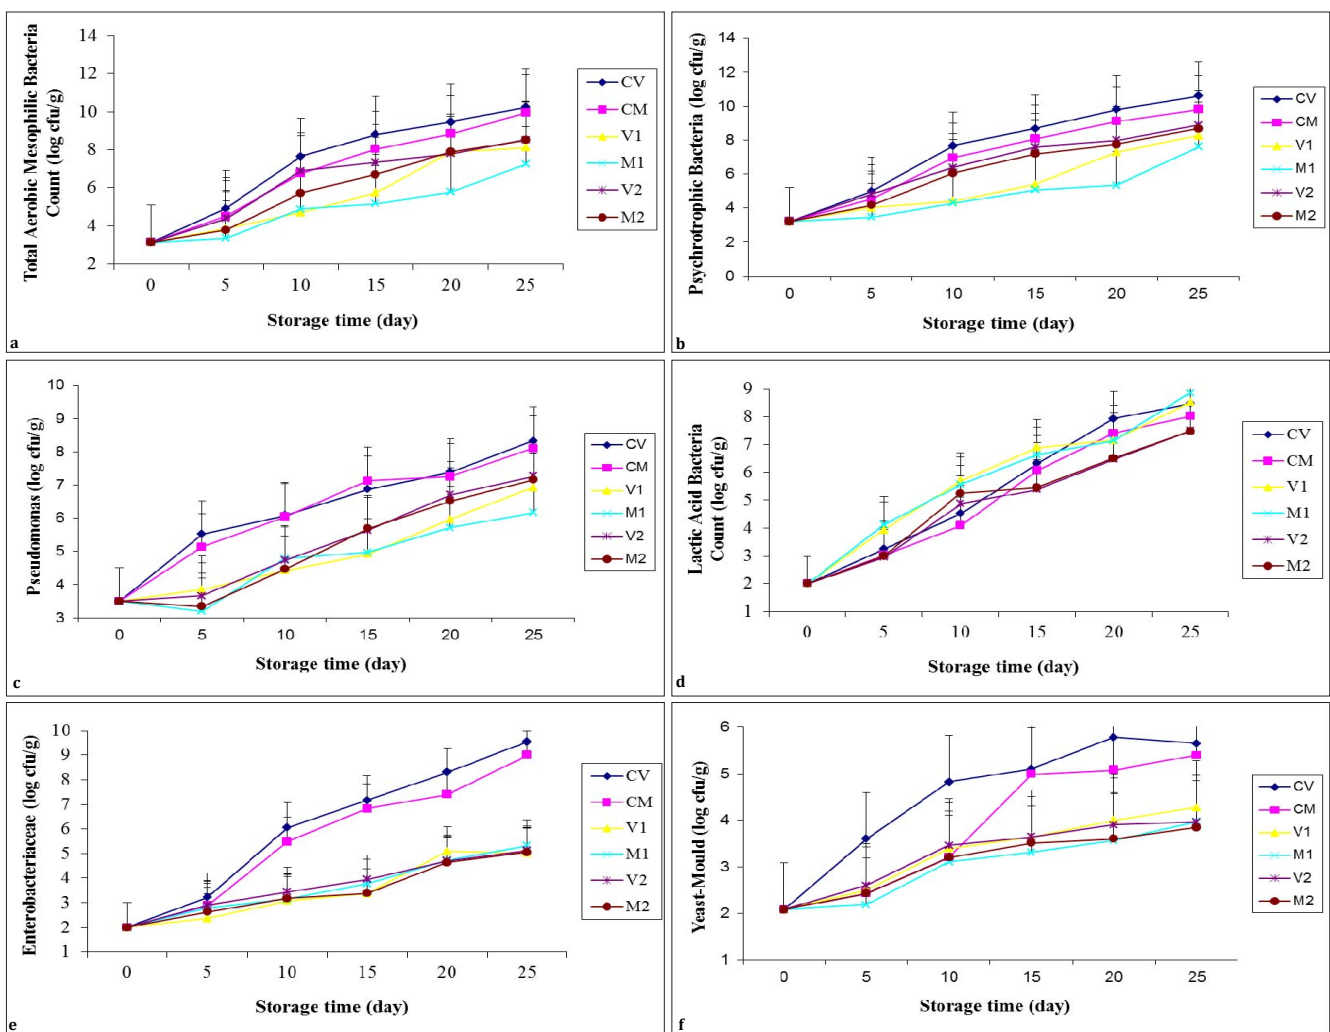 Total Aerobic Mesophilic Bacteria
Count (log cfu/g)
14
12
10
8
6
4
2
0
5
10
15
20
25
Storage time (day)
CV
CM
V1
M1
V2
M2
a
Psychrotrophic Bacteria (log cfu/g)
14
12
10
8
6
4
2
0
0
5
10
15
20
25
Storage time (day)
CV
CM
V1
M1
V2
M2
b
Pseudomonas (log cfu/g)
10
9
8
7
6
5
4
3
0
5
10
15
20
25
Storage time (day)
CV
CM
V1
M1
V2
M2
c
Lactic Acid Bacteria
Count (log cfu/g)
9
8
7
6
5
4
3
2
1
0
5
10
15
20
25
Storage time (day)
CV
CM
V1
M1
V2
M2
d
Enterobacteriaceae (log cfu/g)
10
9
8
7
6
5
4
3
2
1
0
5
10
15
20
25
Storage time (day)
CV
CM
V1
M1
V2
M2
e
Yeast-Mould (log cfu/g)
6
5
4
3
2
1
0
5
10
15
20
25
Storage time (day)
CV
CM
V1
M1
V2
M2
f